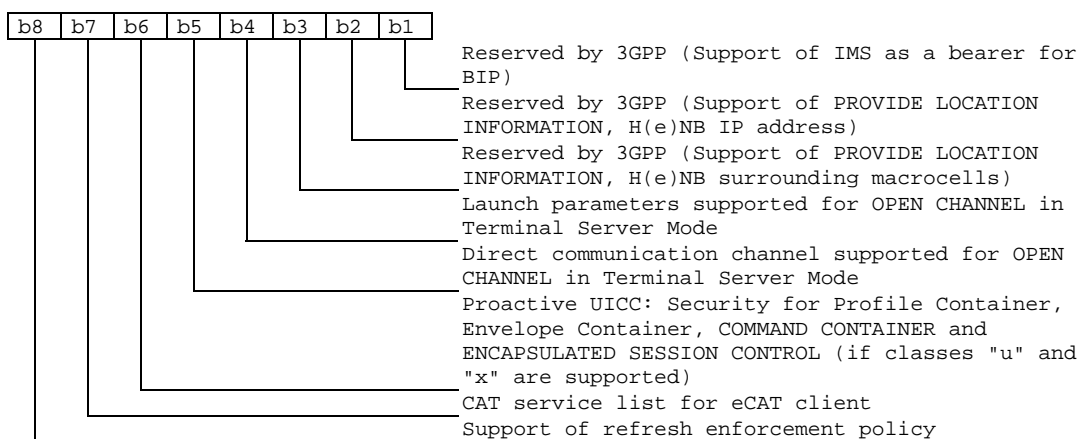 b8 b7 b6 b5 b4 b3 b2 b1
Reserved by 3GPP (Support of IMS as a bearer for
BIP)
Reserved by 3GPP (Support of PROVIDE LOCATION
INFORMATION, H(e)NB IP address)
Reserved by 3GPP (Support of PROVIDE LOCATION
INFORMATION, H(e)NB surrounding macrocells)
Launch parameters supported for OPEN CHANNEL in
Terminal Server Mode
Direct communication channel supported for OPEN
CHANNEL in Terminal Server Mode
Proactive UICC: Security for Profile Container,
Envelope Container, COMMAND CONTAINER and
ENCAPSULATED SESSION CONTROL (if classes "u" and
"x" are supported)
CAT service list for eCAT client
Support of refresh enforcement policy